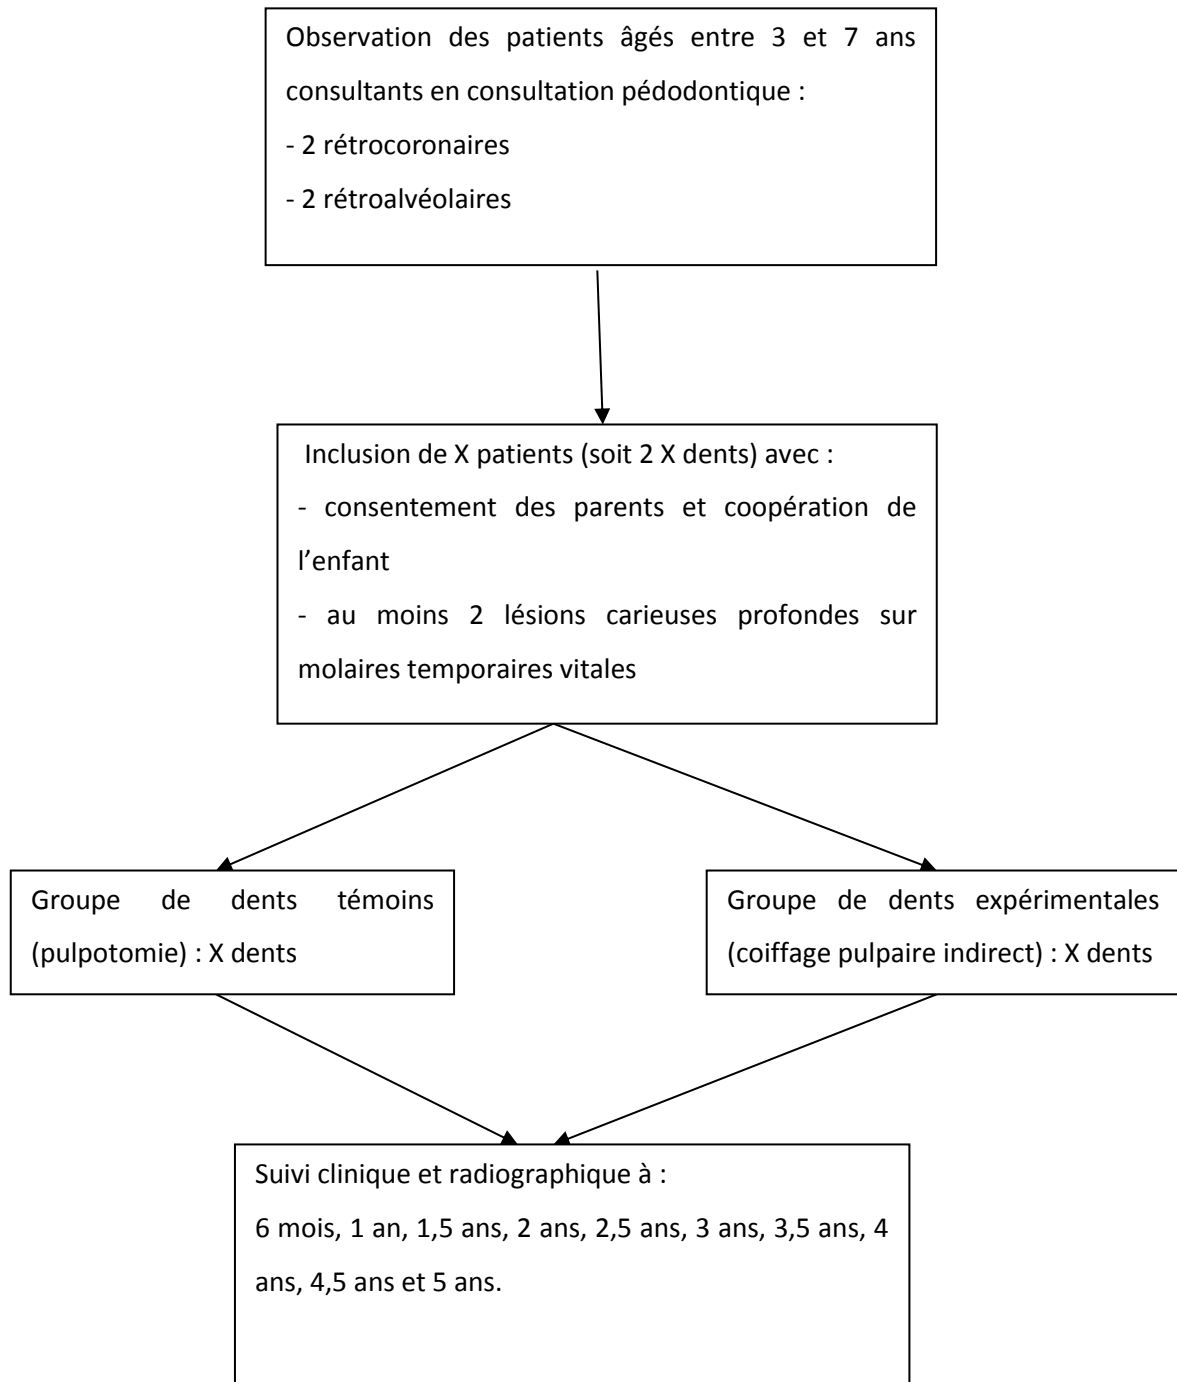 Observation des patients âgés entre 3 et 7 ans
consultants en consultation pédodontique :
- 2 rétrocoronaires
- 2 rétroalvéolaires
Inclusion de X patients (soit 2 X dents) avec :
- consentement des parents et coopération de
l’enfant
- au moins 2 lésions carieuses profondes sur
molaires temporaires vitales
Groupe de dents témoins
(pulpotomie) : X dents
Groupe de dents expérimentales
(coiffage pulpaire indirect) : X dents
Suivi clinique et radiographique à :
6 mois, 1 an, 1,5 ans, 2 ans, 2,5 ans, 3 ans, 3,5 ans, 4
ans, 4,5 ans et 5 ans.